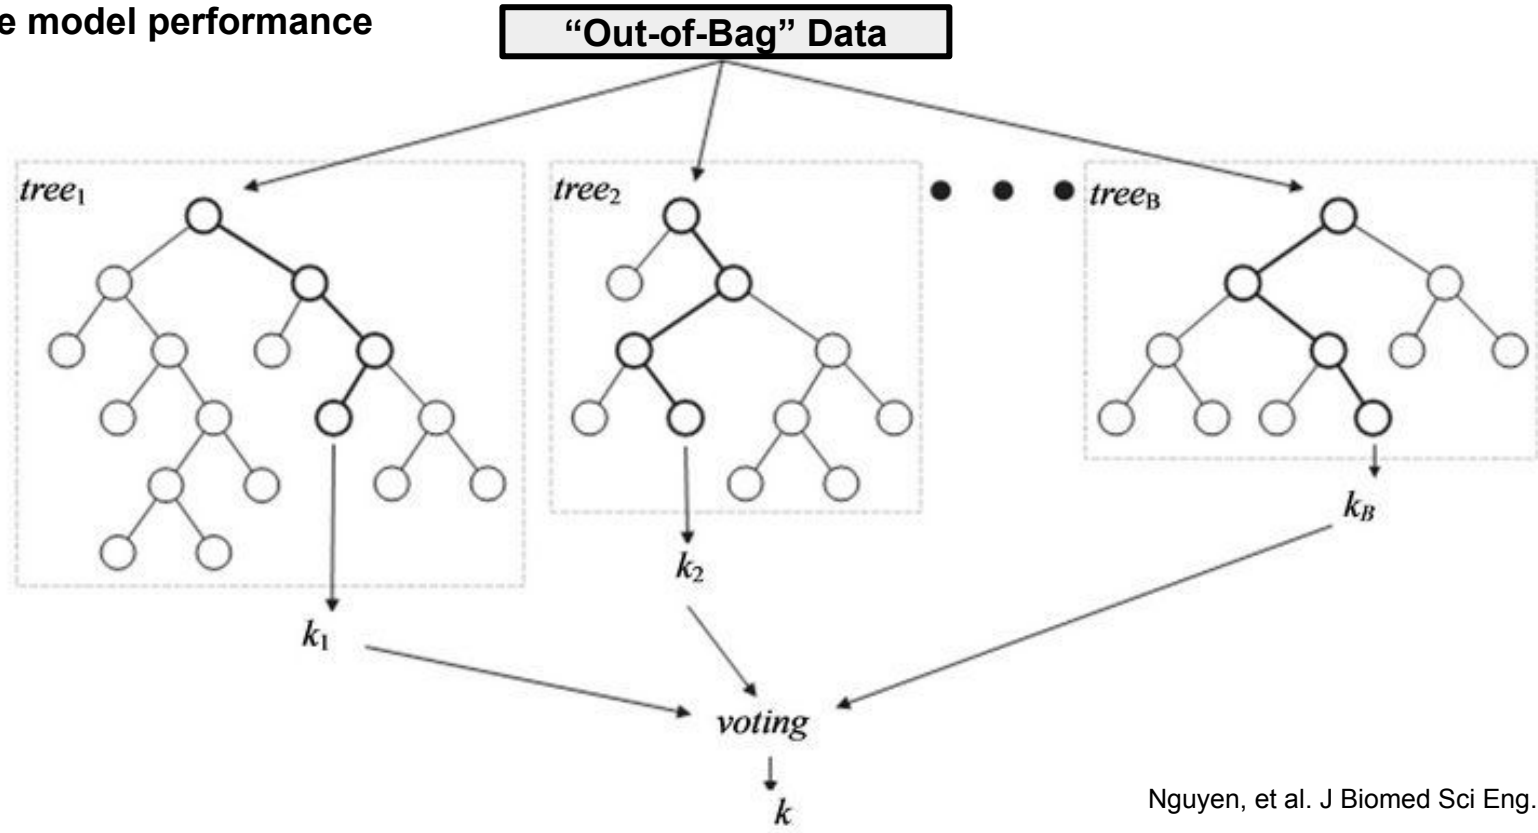 e model performance
“Out-of-Bag” Data
tree1
tree2
treeB
k1
k2
kB
voting
k
Nguyen, et al. J Biomed Sci Eng.